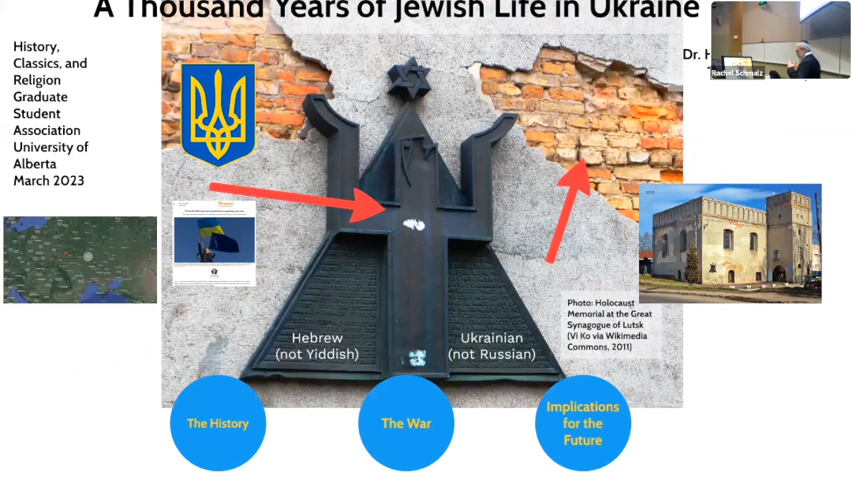 A Thousand Years of Jewish Life in Ukraine
History,
Classics, and
Religion
Graduate
Student
Association
University of
Alberta
March 2023
Dr. H
Rachel Schmalz
Hebrew
(not Yiddish)
Ukrainian
(not Russian)
Photo: Holocaust
Memorial at the Great
Synagogue of Lutsk
(Vi Ko via Wikimedia
Commons, 2011)
The History
The War
Implications
for the
Future